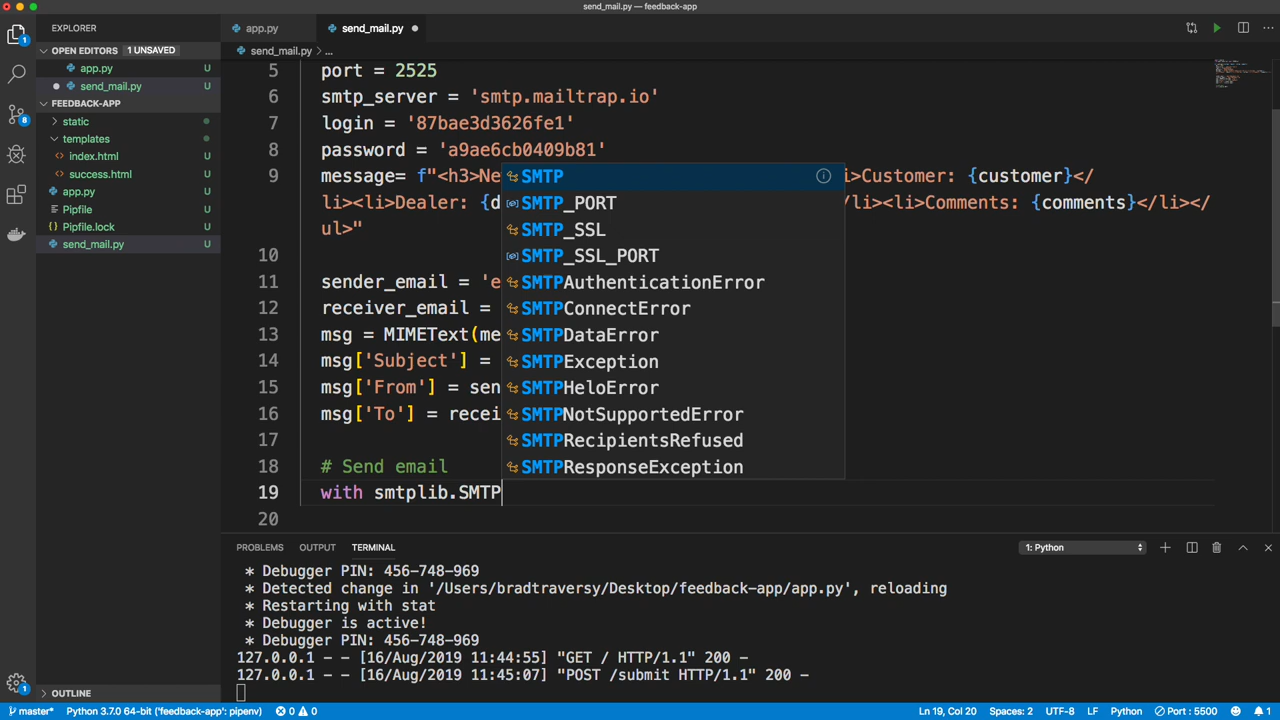 send_mail.py — feedback-app
EXPLORER
app.py
send_mail.py
OPEN EDITORS 1 UNSAVED
app.py U
send_mail.py U
FEEDBACK-APP
static
templates
index.html U
success.html U
app.py U
Pipfile U
Pipfile.lock U
send_mail.py U
OUTLINE
1
8
1
send_mail.py > ...
5 port = 2525
6 smtp_server = 'smtp.mailtrap.io'
7 login = '87bae3d3626fe1'
8 password = 'a9ae6cb0409b81'
9 message= f"<h3>Ne i>Customer: {customer}</
li><li>Dealer: {d /li><li>Comments: {comments}</li></
ul>"
10
11 sender_email = 'e
12 receiver_email =
13 msg = MIMEText(me
14 msg['Subject'] =
15 msg['From'] = sen
16 msg['To'] = recei
17
18 # Send email
19 with smtplib.SMTP
20
SMTP
SMTP_PORT
SMTP_SSL
SMTP_SSL_PORT
SMTPAuthenticationError
SMTPConnectError
SMTPDataError
SMTPException
SMTPHeloError
SMTPNotSupportedError
SMTPRecipientsRefused
SMTPResponseException
PROBLEMS OUTPUT TERMINAL 1: Python
* Debugger PIN: 456-748-969
* Detected change in '/Users/bradtraversy/Desktop/feedback-app/app.py', reloading
* Restarting with stat
* Debugger is active!
* Debugger PIN: 456-748-969
127.0.0.1 - - [16/Aug/2019 11:44:55] "GET / HTTP/1.1" 200 -
127.0.0.1 - - [16/Aug/2019 11:45:07] "POST /submit HTTP/1.1" 200 -
master* Python 3.7.0 64-bit ('feedback-app': pipenv) 0 0 Ln 19, Col 20 Spaces: 2 UTF-8 LF Python Port : 5500 1